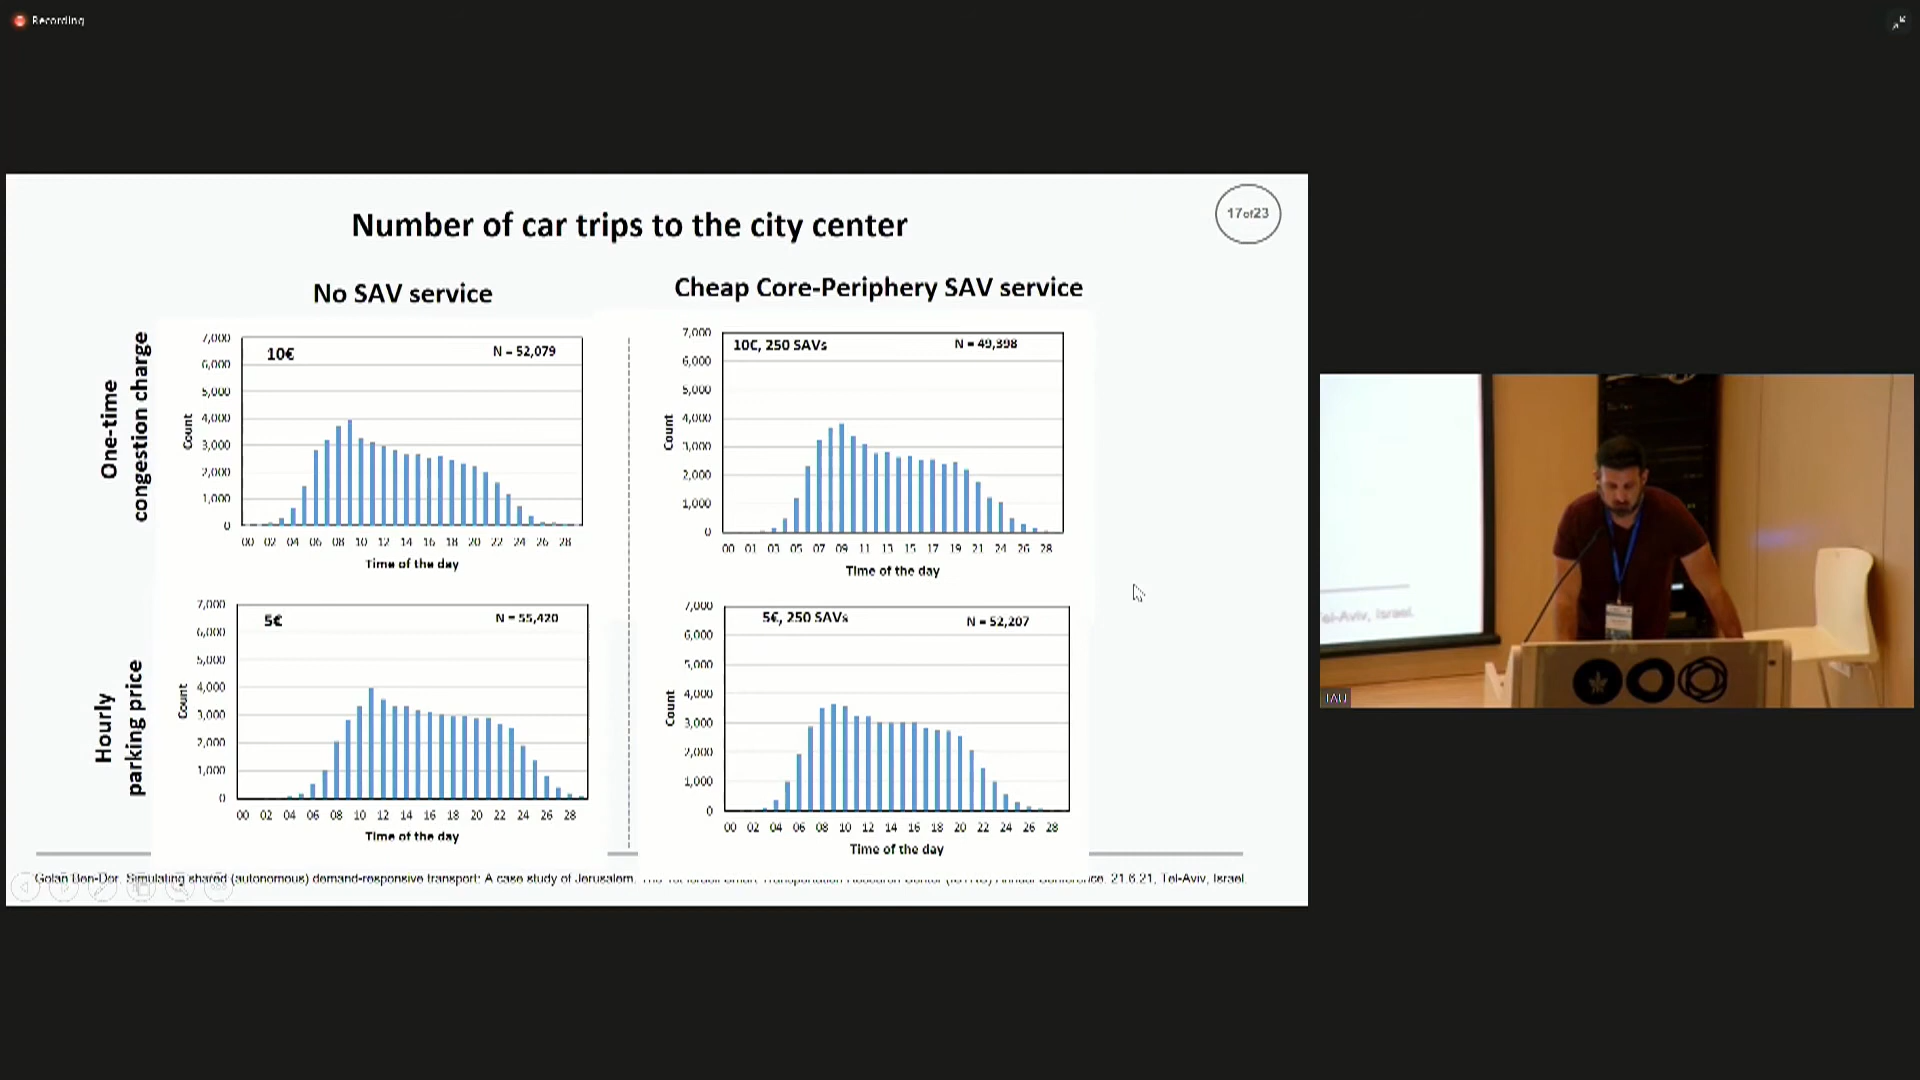 Recording
17of23
Number of car trips to the city center
No SAV service
Cheap Core-Periphery SAV service
One-time
congestion charge
10€
N = 52,079
7,000
6,000
5,000
4,000
3,000
2,000
1,000
0
Count
00 02 04 06 08 10 12 14 16 18 20 22 24 26 28
Time of the day
10€, 250 SAVs
N = 49,398
7,000
6,000
5,000
4,000
3,000
2,000
1,000
0
Count
00 01 03 05 07 09 11 13 15 17 19 21 24 26 28
Time of the day
Hourly
parking price
5€
N = 55,420
7,000
6,000
5,000
4,000
3,000
2,000
1,000
0
Count
00 02 04 06 08 10 12 14 16 18 20 22 24 26 28
Time of the day
5€, 250 SAVs
N = 52,207
7,000
6,000
5,000
4,000
3,000
2,000
1,000
0
Count
00 02 04 06 08 10 12 14 16 18 20 22 24 26 28
Time of the day
Golan Ben-Dor. Simulating shared (autonomous) demand-responsive transport: A case study of Jerusalem. 21.6.21, Tel-Aviv, Israel.
Tel-Aviv, Israel.
TAU